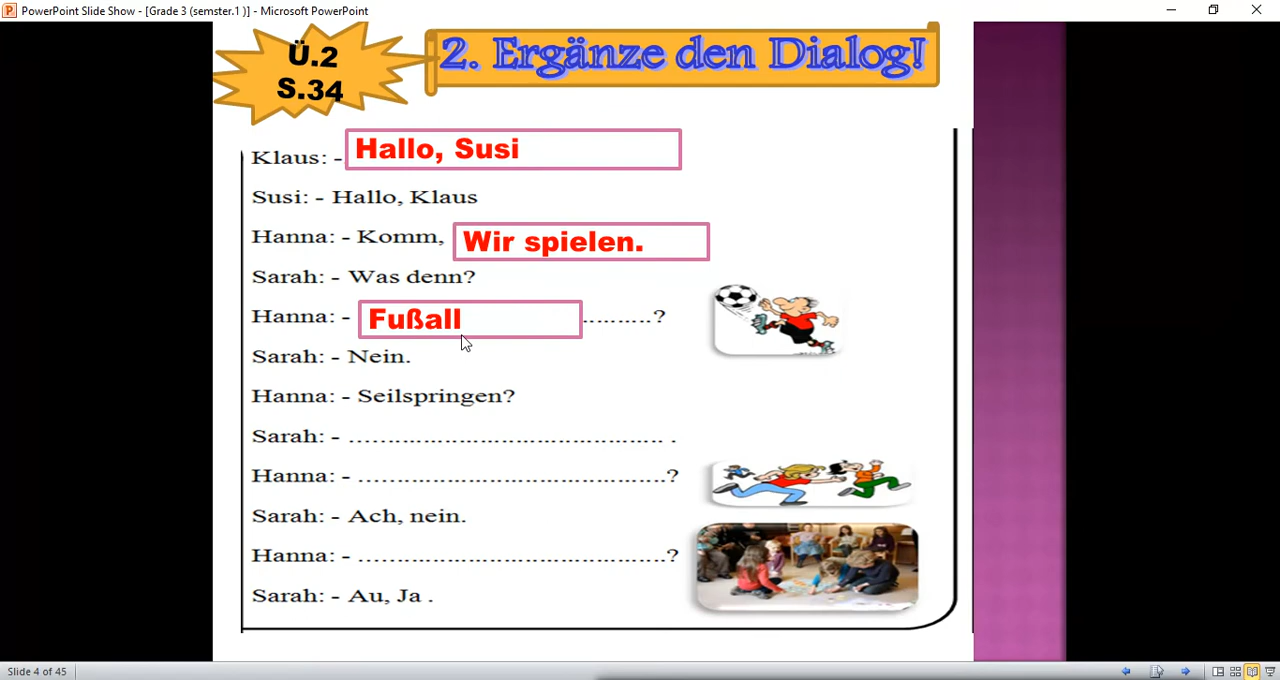 PowerPoint Slide Show - [Grade 3 (semster.1 )] - Microsoft PowerPoint
Ü.2
S.34
2. Ergänze den Dialog!
Klaus: - Hallo, Susi
Susi: - Hallo, Klaus
Hanna: - Komm, Wir spielen.
Sarah: - Was denn?
Hanna: - Fußall ..........?
Sarah: - Nein.
Hanna: - Seilspringen?
Sarah: - ............................................ .
Hanna: - ...........................................?
Sarah: - Ach, nein.
Hanna: - ...........................................?
Sarah: - Au, Ja .
Slide 4 of 45